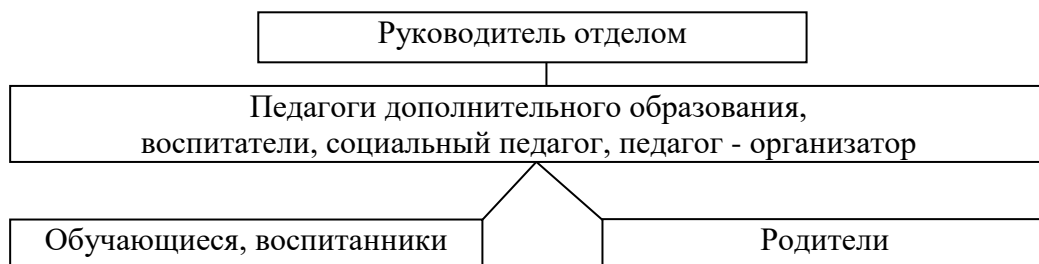 Руководитель отделом
Педагоги дополнительного образования,
воспитатели, социальный педагог, педагог - организатор
Обучающиеся, воспитанники
Родители